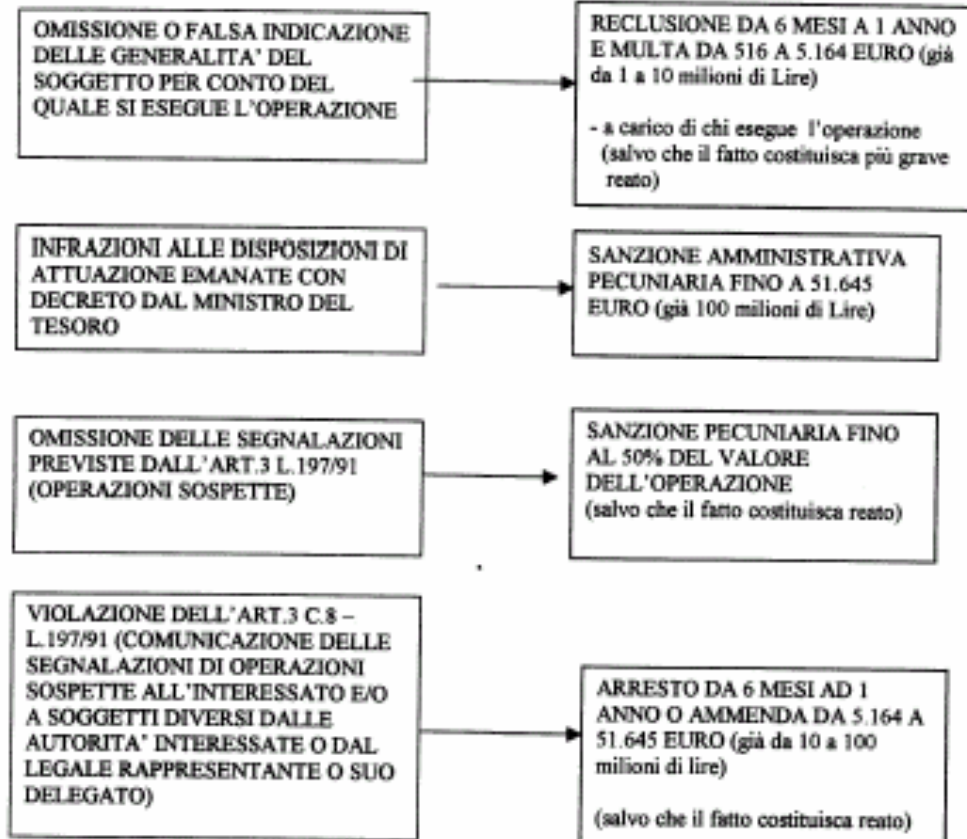 OMISSIONE O FALSA INDICAZIONE
DELLE GENERALITA' DEL
SOGGETTO PER CONTO DEL
QUALE SI ESEGUE L'OPERAZIONE
RECLUSIONE DA 6 MESI A 1 ANNO
E MULTA DA 516 A 5.164 EURO (già
da 1 a 10 milioni di Lire)
- a carico di chi esegue l'operazione
(salvo che il fatto costituisca più grave
reato)
INFRAZIONI ALLE DISPOSIZIONI DI
ATTUAZIONE EMANATE CON
DECRETO DAL MINISTRO DEL
TESORO
SANZIONE AMMINISTRATIVA
PECUNIARIA FINO A 51.645
EURO (già 100 milioni di Lire)
OMISSIONE DELLE SEGNALAZIONI
PREVISTE DALL'ART.3 L.197/91
(OPERAZIONI SOSPETTE)
SANZIONE PECUNIARIA FINO
AL 50% DEL VALORE
DELL'OPERAZIONE
(salvo che il fatto costituisca reato)
VIOLAZIONE DELL'ART.3 C.8 –
L.197/91 (COMUNICAZIONE DELLE
SEGNALAZIONI DI OPERAZIONI
SOSPETTE ALL'INTERESSATO E/O
A SOGGETTI DIVERSI DALLE
AUTORITA' INTERESSATE O DAL
LEGALE RAPPRESENTANTE O SUO
DELEGATO)
ARRESTO DA 6 MESI AD 1
ANNO O AMMENDA DA 5.164 A
51.645 EURO (già da 10 a 100
milioni di lire)
(salvo che il fatto costituisca reato)